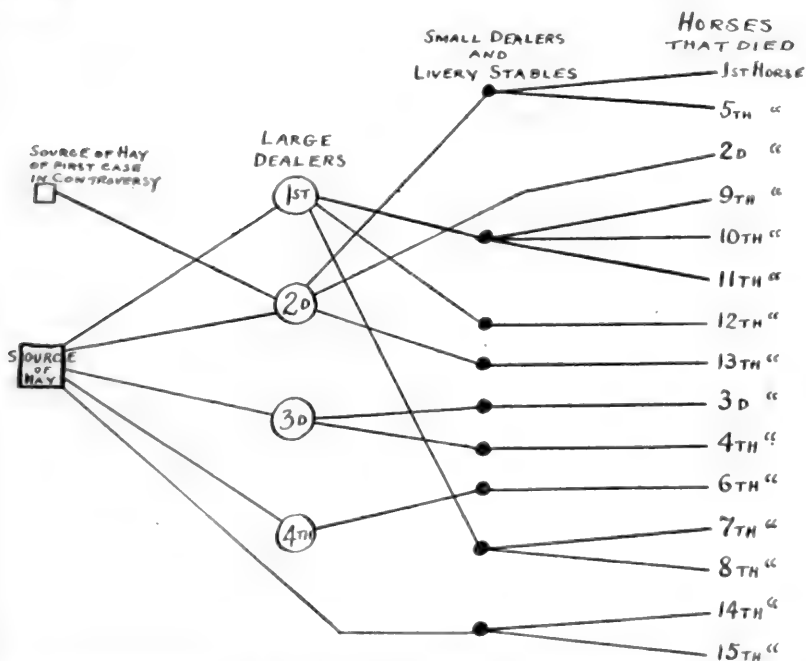 HORSES
THAT DIED
SMALL DEALERS
AND
LIVERY STABLES
1ST HORSE
5TH "
LARGE
DEALERS
SOURCE OF HAY
OF FIRST CASE
IN CONTROVERSY
2D "
1ST
9TH "
10TH "
11TH "
2D
12TH "
13TH "
SOURCE
OF
HAY
3D "
3D
4TH "
6TH "
4TH
7TH "
8TH "
14TH "
15TH "